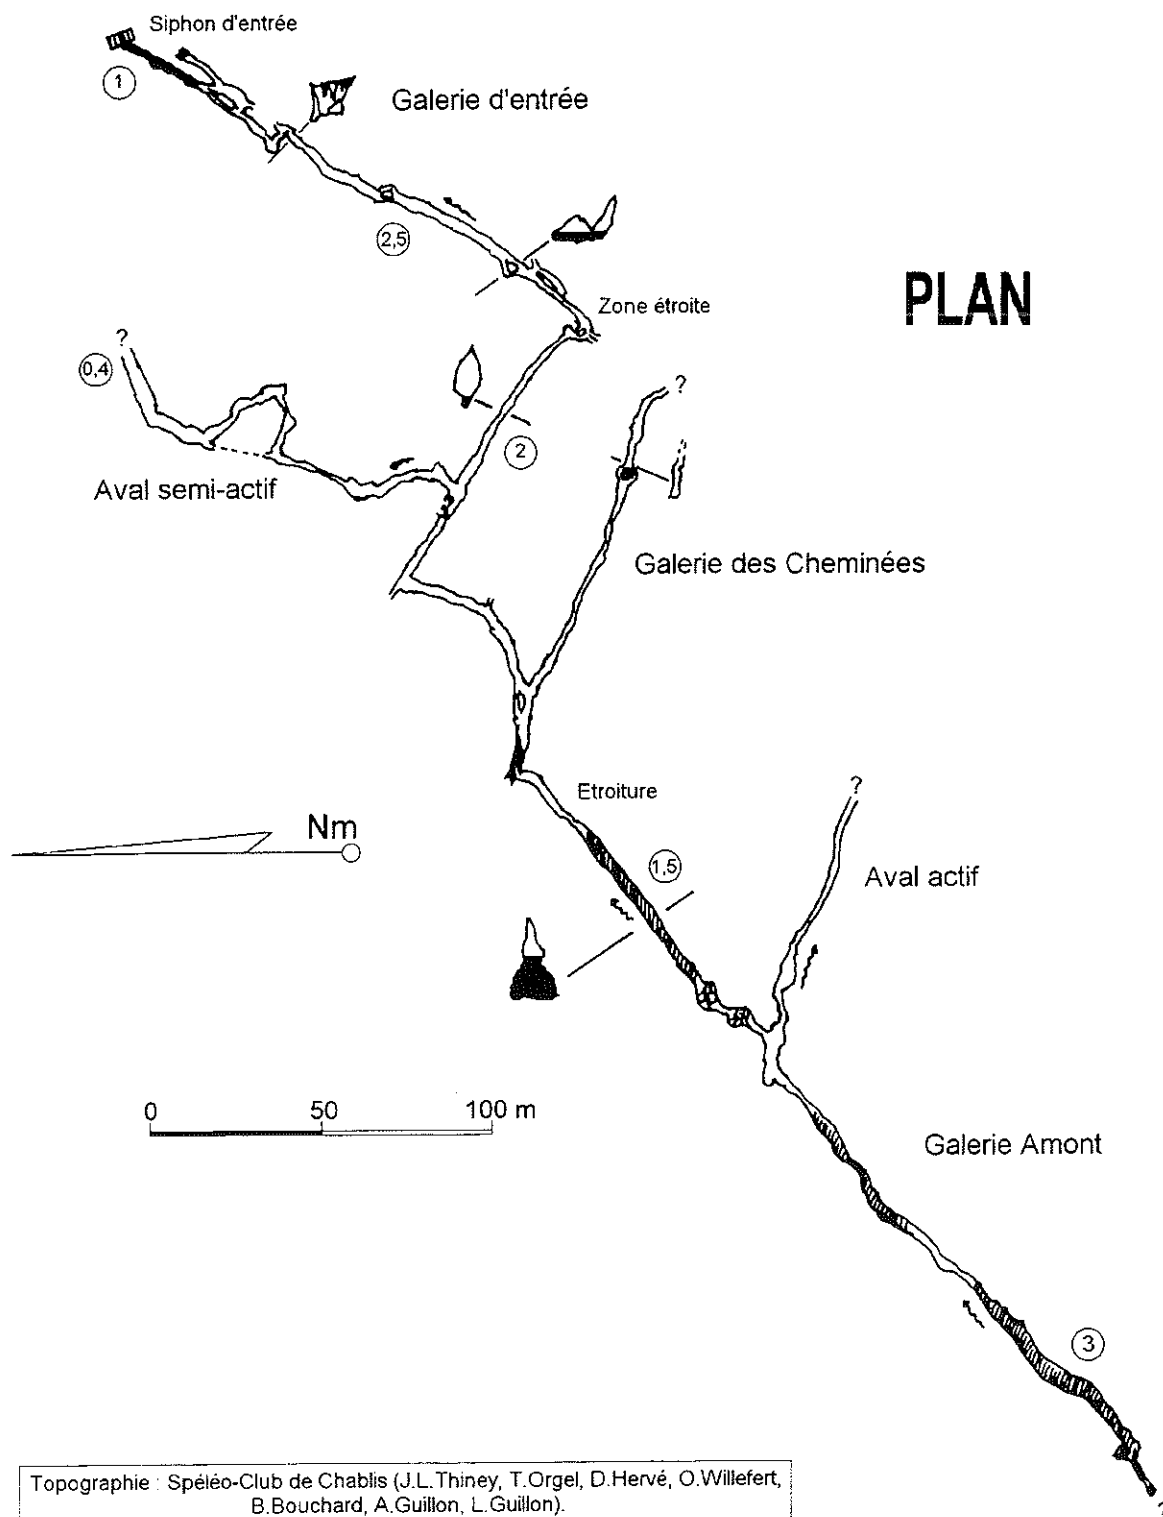 Siphon d'entrée
1
Galerie d'entrée
2,5
PLAN
Zone étroite
?
0,4
?
2
Aval semi-actif
Galerie des Cheminées
Etroiture
?
Nm
1,5
Aval actif
0 50 100 m
Galerie Amont
3
Topographie : Spéléo-Club de Chablis (J.L.Thiney, T.Orgel, D.Hervé, O.Willefert,
B.Bouchard, A.Guillon, L.Guillon).
?